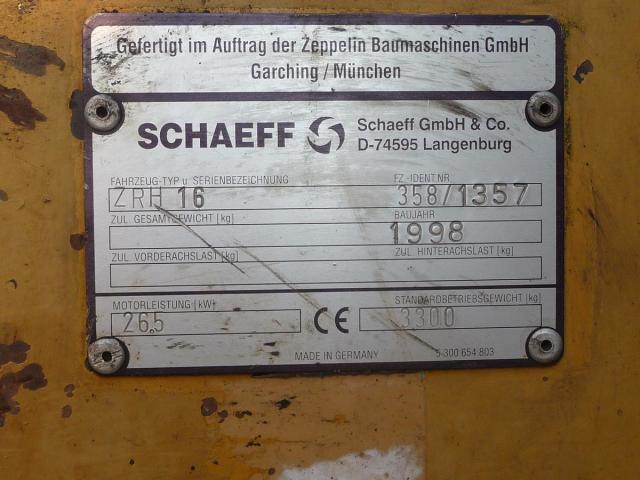 Gefertigt im Auftrag der Zeppelin Baumaschinen GmbH
Garching / München
SCHAEFF
Schaeff GmbH & Co.
D-74595 Langenburg
FAHRZEUG-TYP u. SERIENBEZEICHNUNG FZ.-IDENT.NR.
ZRH 16 358/1357
ZUL. GESAMTGEWICHT [kg] BAUJAHR
1998
ZUL. VORDERACHSLAST [kg] ZUL. HINTERACHSLAST [kg]
MOTORLEISTUNG [kW] STANDARDBETRIEBSGEWICHT [kg]
26.5 CE 3300
MADE IN GERMANY 5 300 654 803